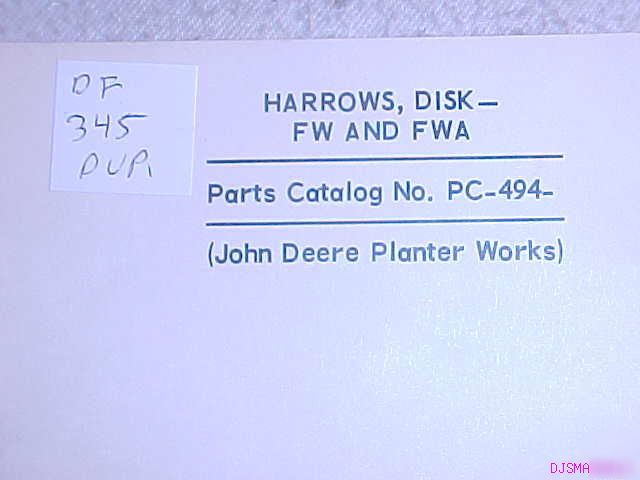 DF
345
DUP.
HARROWS, DISK—
FW AND FWA
Parts Catalog No. PC-494-
(John Deere Planter Works)
DJSMA